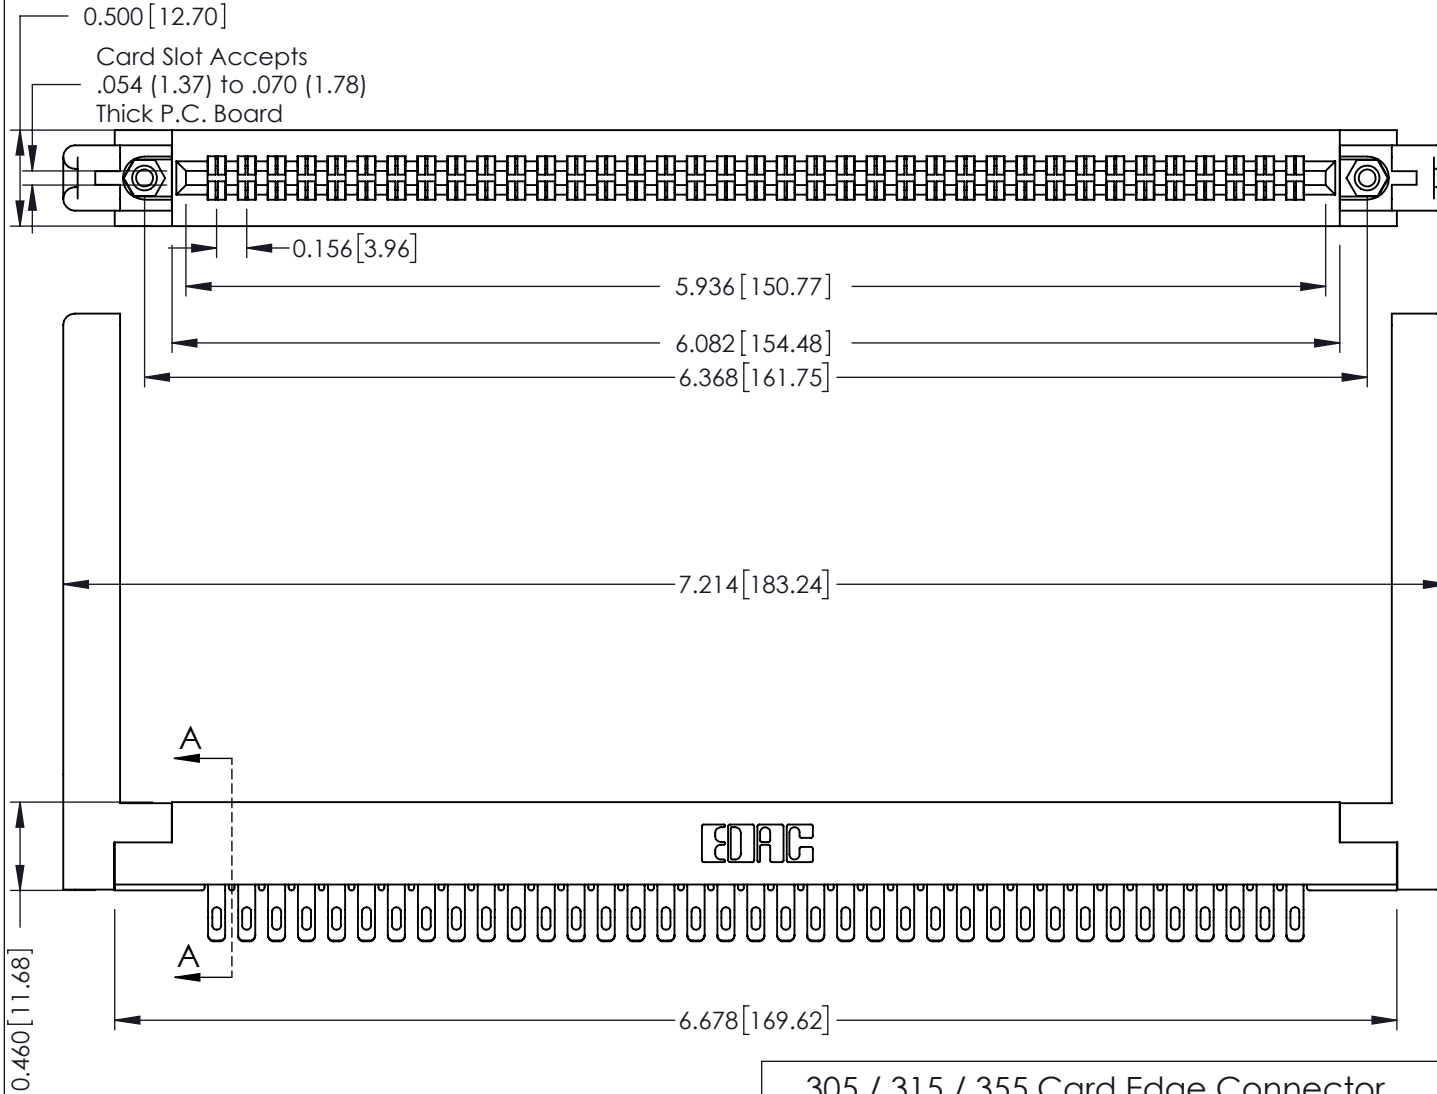 0.500 [12.70]
Card Slot Accepts
.054 (1.37) to .070 (1.78)
Thick P.C. Board
0.156 [3.96]
5.936 [150.77]
6.082 [154.48]
6.368 [161.75]
7.214 [183.24]
A
EDAC
A
0.460 [11.68]
6.678 [169.62]
305 / 315 / 355 Card Edge Connector